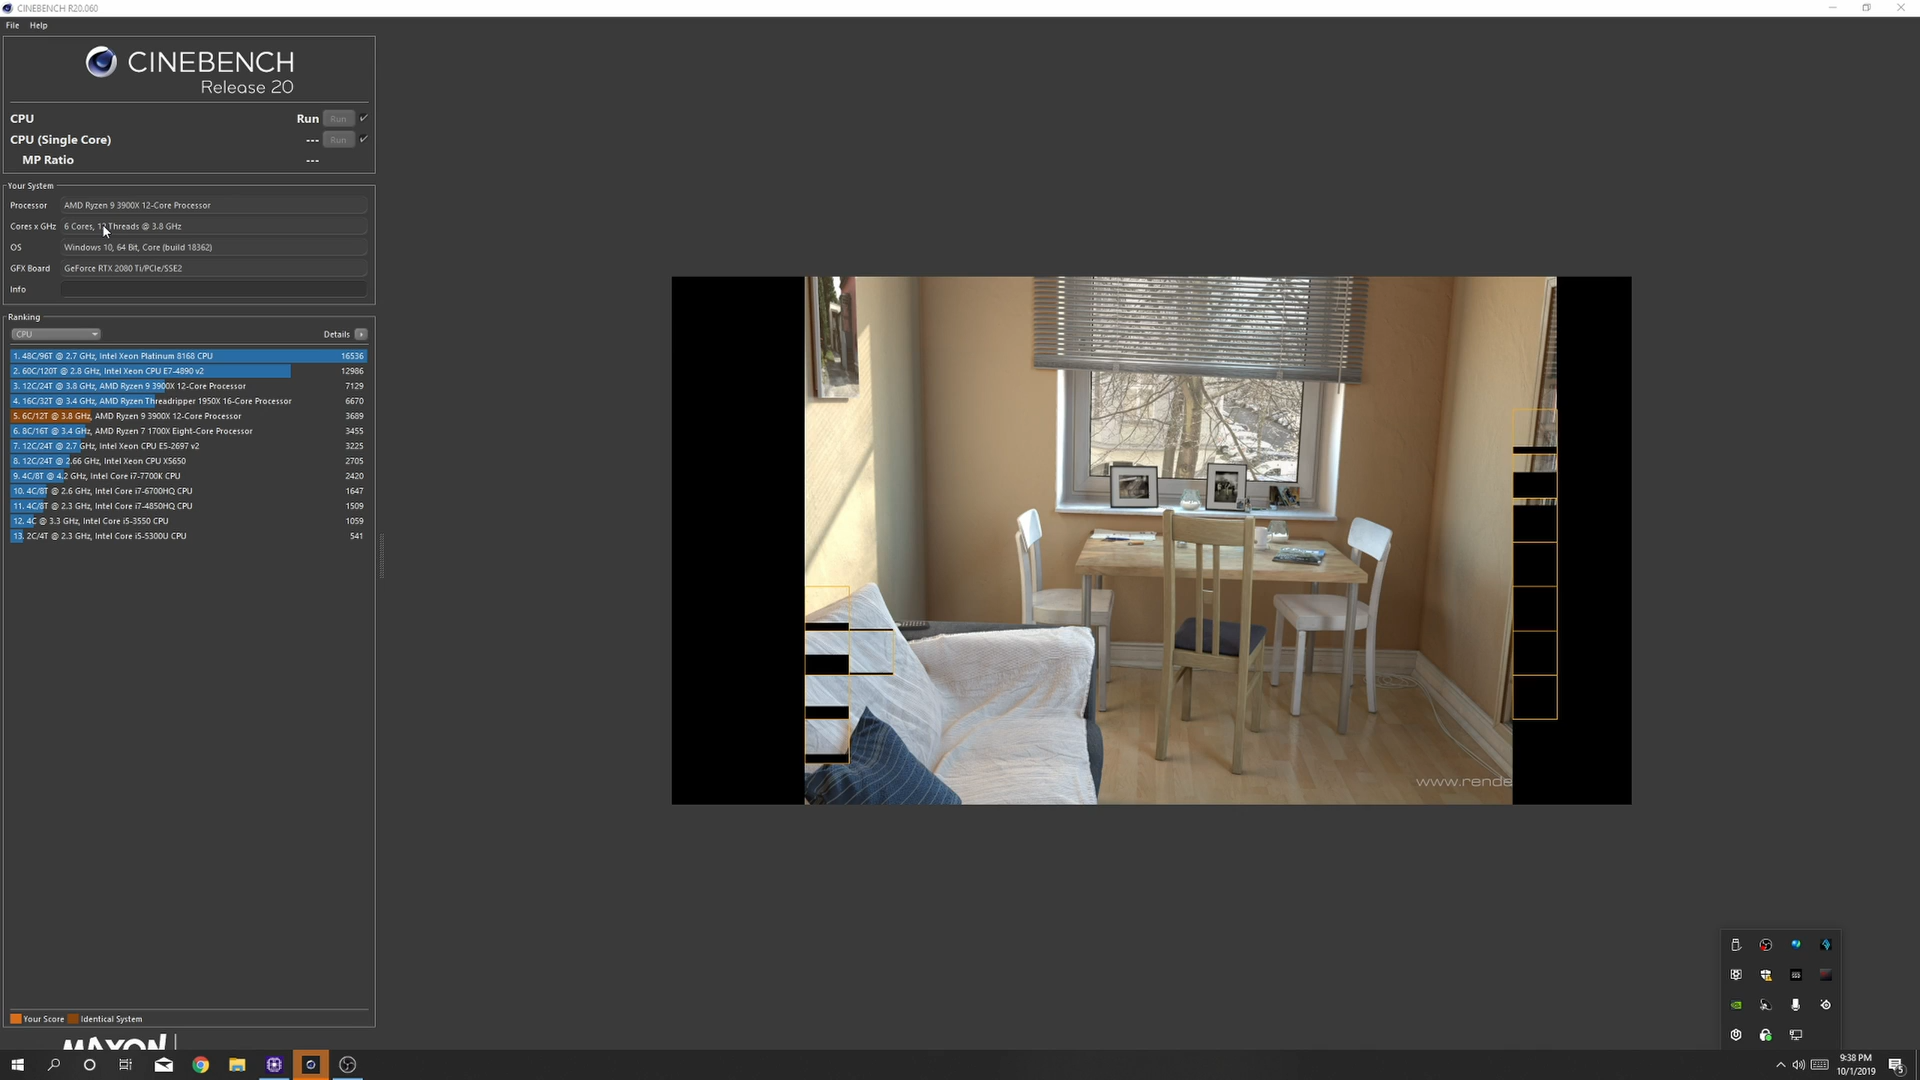 CINEBENCH R20.060
File Help
CINEBENCH
Release 20
CPU Run Run
CPU (Single Core) --- Run
MP Ratio ---
Your System
Processor AMD Ryzen 9 3900X 12-Core Processor
Cores x GHz 6 Cores, 12 Threads @ 3.8 GHz
OS Windows 10, 64 Bit, Core (build 18362)
GFX Board GeForce RTX 2080 Ti/PCIe/SSE2
Info
Ranking
CPU Details
1. 48C/96T @ 2.7 GHz, Intel Xeon Platinum 8168 CPU 16536
2. 60C/120T @ 2.8 GHz, Intel Xeon CPU E7-4890 v2 12986
3. 12C/24T @ 3.8 GHz, AMD Ryzen 9 3900X 12-Core Processor 7129
4. 16C/32T @ 3.4 GHz, AMD Ryzen Threadripper 1950X 16-Core Processor 6670
5. 6C/12T @ 3.8 GHz, AMD Ryzen 9 3900X 12-Core Processor 3689
6. 8C/16T @ 3.4 GHz, AMD Ryzen 7 1700X Eight-Core Processor 3455
7. 12C/24T @ 2.7 GHz, Intel Xeon CPU E5-2697 v2 3225
8. 12C/24T @ 2.66 GHz, Intel Xeon CPU X5650 2705
9. 4C/8T @ 4.2 GHz, Intel Core i7-7700K CPU 2420
10. 4C/8T @ 2.6 GHz, Intel Core i7-6700HQ CPU 1647
11. 4C/8T @ 2.3 GHz, Intel Core i7-4850HQ CPU 1509
12. 4C @ 3.3 GHz, Intel Core i5-3550 CPU 1059
13. 2C/4T @ 2.3 GHz, Intel Core i5-5300U CPU 541
www.rende
Your Score Identical System
MAXON
9:38 PM
10/1/2019
5